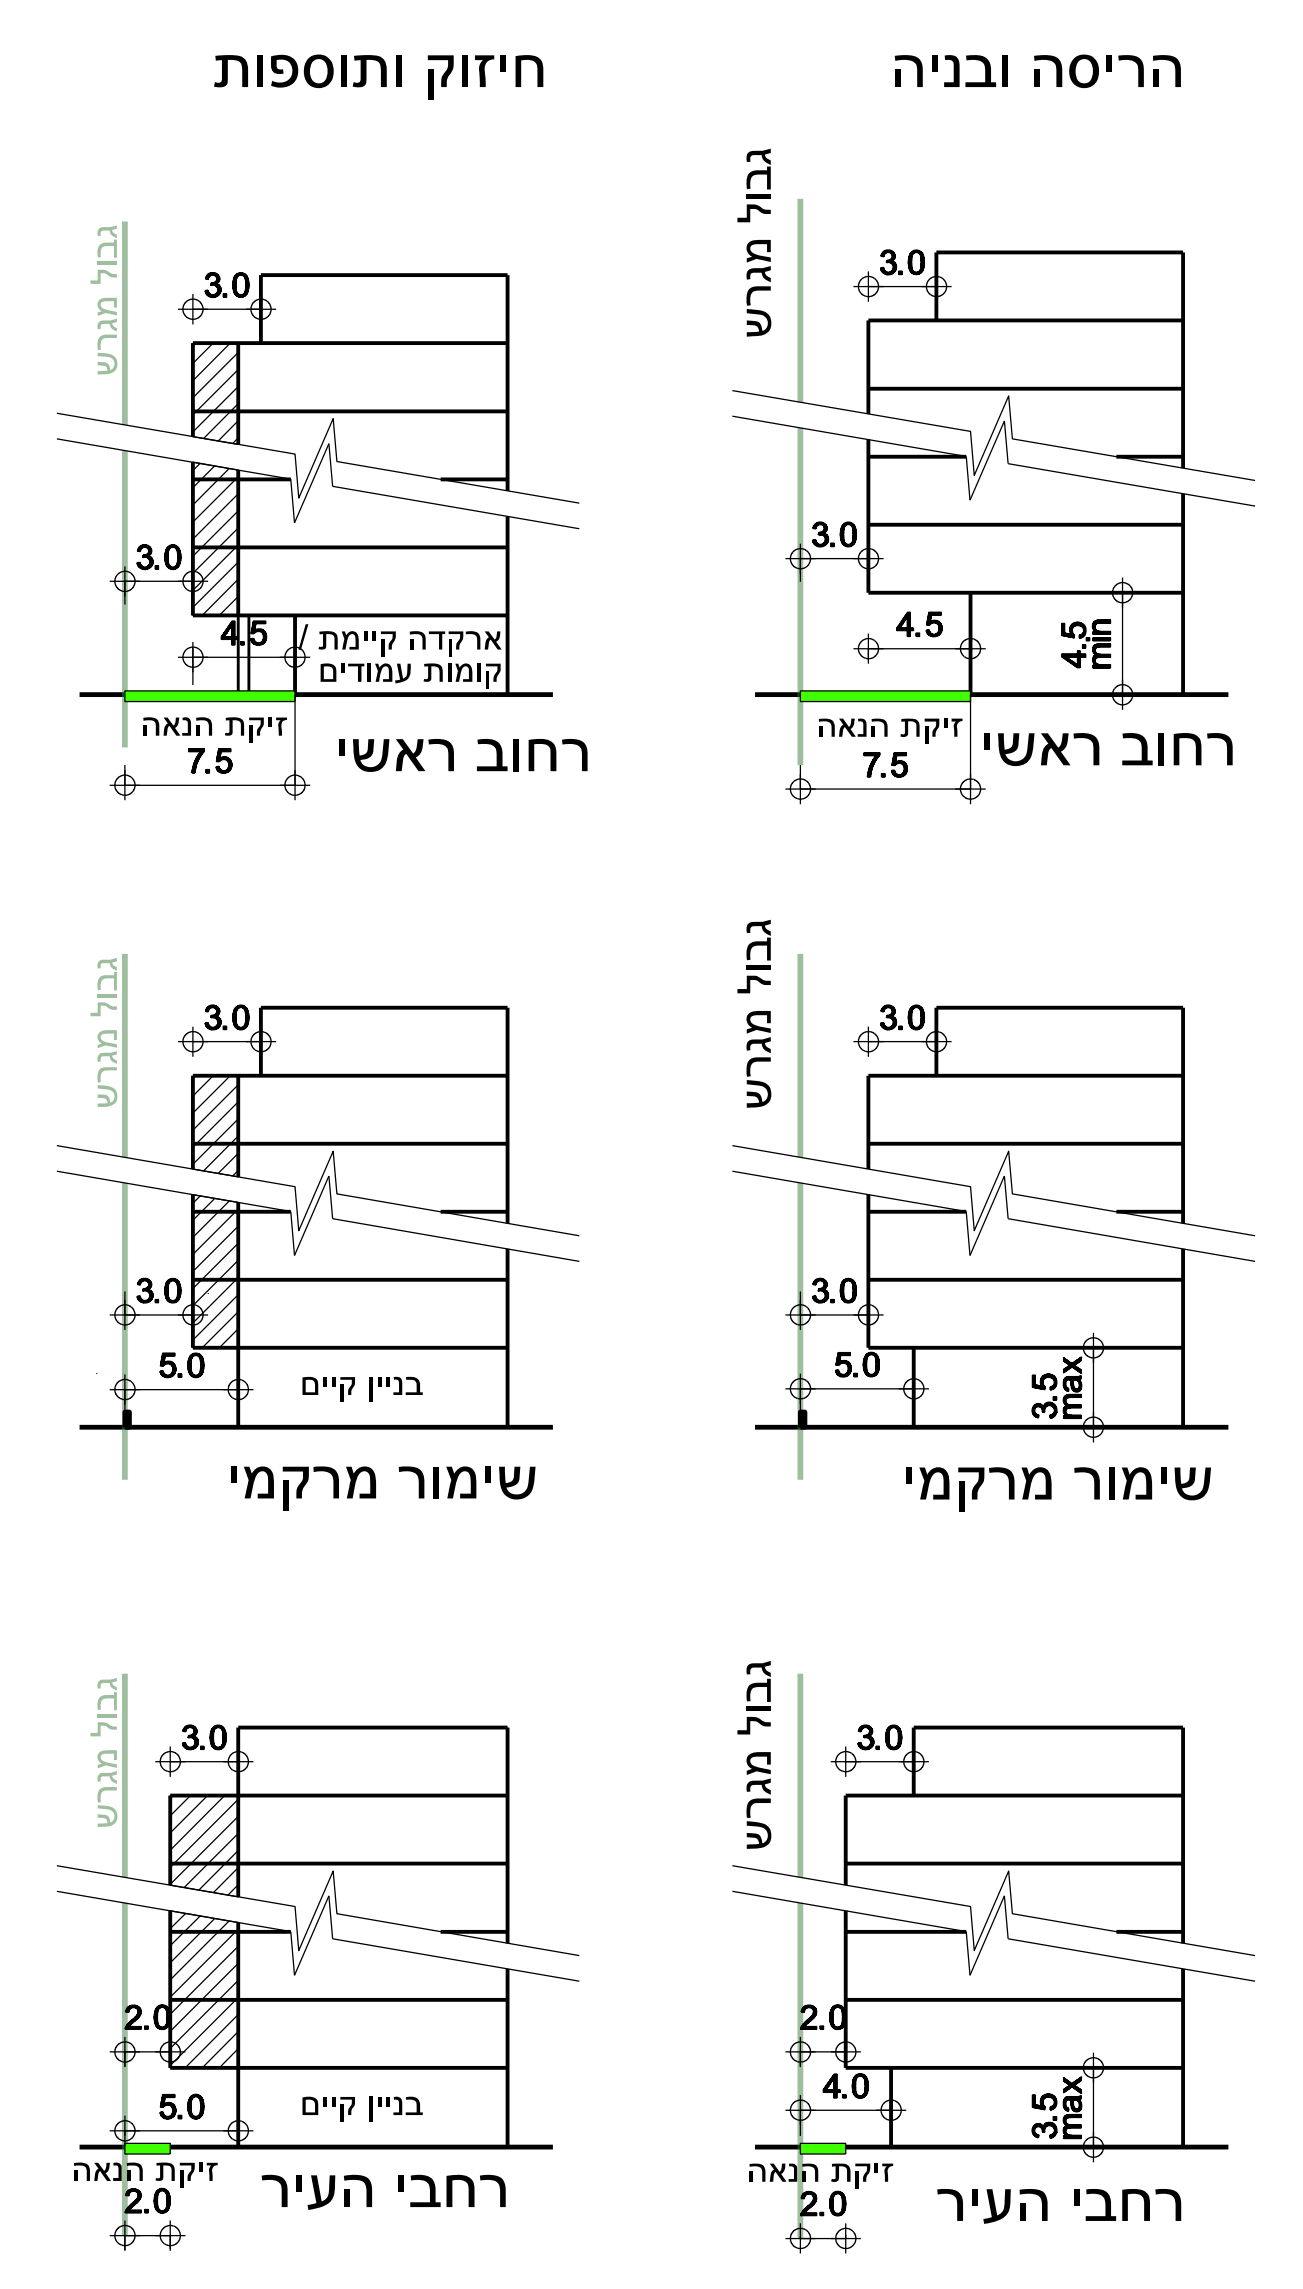 הריסה ובניה
חיזוק ותוספות
גבול מגרש
3.0
3.0
4.5
4.5
min
זיקת הנאה
7.5
רחוב ראשי
גבול מגרש
3.0
3.0
4.5
ארקדה קיימת /
קומות עמודים
זיקת הנאה
7.5
רחוב ראשי
גבול מגרש
3.0
3.0
5.0
3.5
max
שימור מרקמי
גבול מגרש
3.0
3.0
5.0
בניין קיים
שימור מרקמי
גבול מגרש
3.0
2.0
4.0
3.5
max
זיקת הנאה
2.0
רחבי העיר
גבול מגרש
3.0
2.0
5.0
בניין קיים
זיקת הנאה
2.0
רחבי העיר